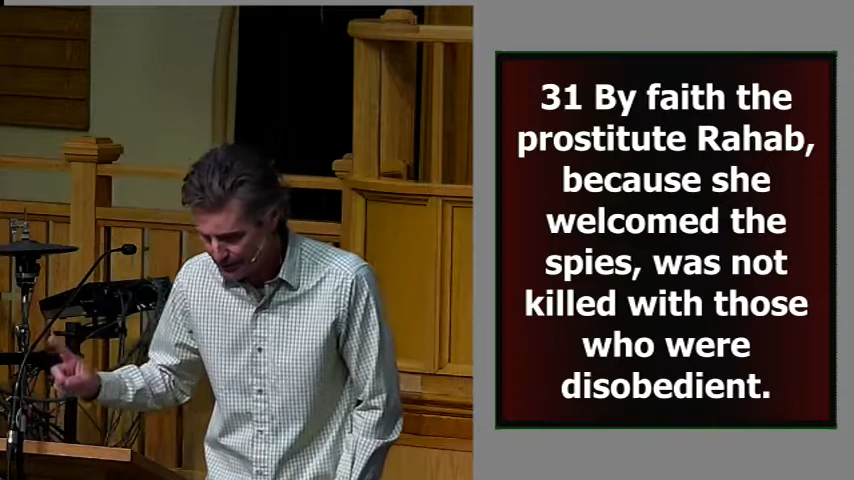 31 By faith the
prostitute Rahab,
because she
welcomed the
spies, was not
killed with those
who were
disobedient.